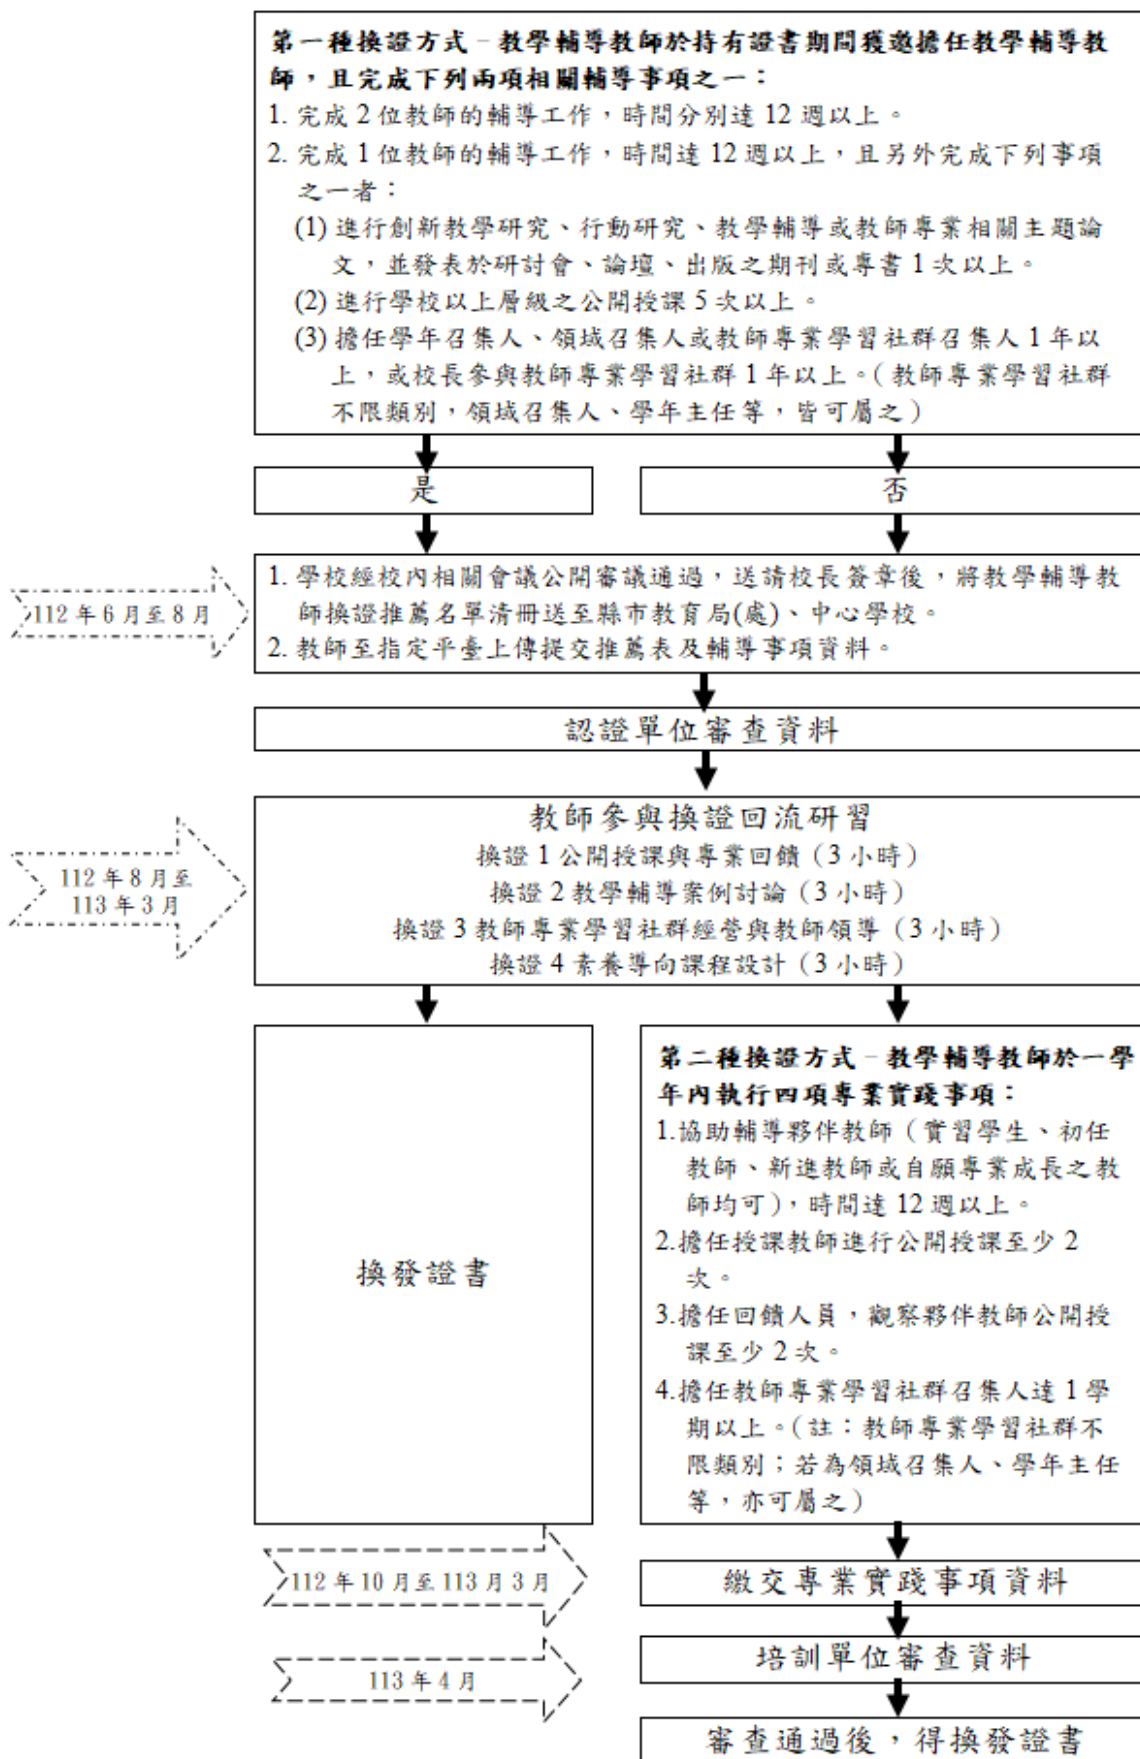 第一種換證方式－教學輔導教師於持有證書期間獲邀擔任教學輔導教
師，且完成下列兩項相關輔導事項之一：
1. 完成 2 位教師的輔導工作，時間分別達 12 週以上。
2. 完成 1 位教師的輔導工作，時間達 12 週以上，且另外完成下列事項
之一者：
(1) 進行創新教學研究、行動研究、教學輔導或教師專業相關主題論
文，並發表於研討會、論壇、出版之期刊或專書 1 次以上。
(2) 進行學校以上層級之公開授課 5 次以上。
(3) 擔任學年召集人、領域召集人或教師專業學習社群召集人 1 年以
上，或校長參與教師專業學習社群 1 年以上。（教師專業學習社群
不限類別，領域召集人、學年主任等，皆可屬之）
是
否
112 年 6 月至 8 月
1. 學校經校內相關會議公開審議通過，送請校長簽章後，將教學輔導教
師換證推薦名單清冊送至縣市教育局(處)、中心學校。
2. 教師至指定平臺上傳提交推薦表及輔導事項資料。
認證單位審查資料
112 年 8 月至
113 年 3 月
教師參與換證回流研習
換證 1 公開授課與專業回饋（3 小時）
換證 2 教學輔導案例討論（3 小時）
換證 3 教師專業學習社群經營與教師領導（3 小時）
換證 4 素養導向課程設計（3 小時）
換發證書
第二種換證方式－教學輔導教師於一學
年內執行四項專業實踐事項：
1.協助輔導夥伴教師（實習學生、初任
教師、新進教師或自願專業成長之教
師均可），時間達 12 週以上。
2.擔任授課教師進行公開授課至少 2
次。
3.擔任回饋人員，觀察夥伴教師公開授
課至少 2 次。
4.擔任教師專業學習社群召集人達 1 學
期以上。（註：教師專業學習社群不
限類別；若為領域召集人、學年主任
等，亦可屬之）
112 年 10 月至 113 月 3 月
繳交專業實踐事項資料
113 年 4 月
培訓單位審查資料
審查通過後，得換發證書